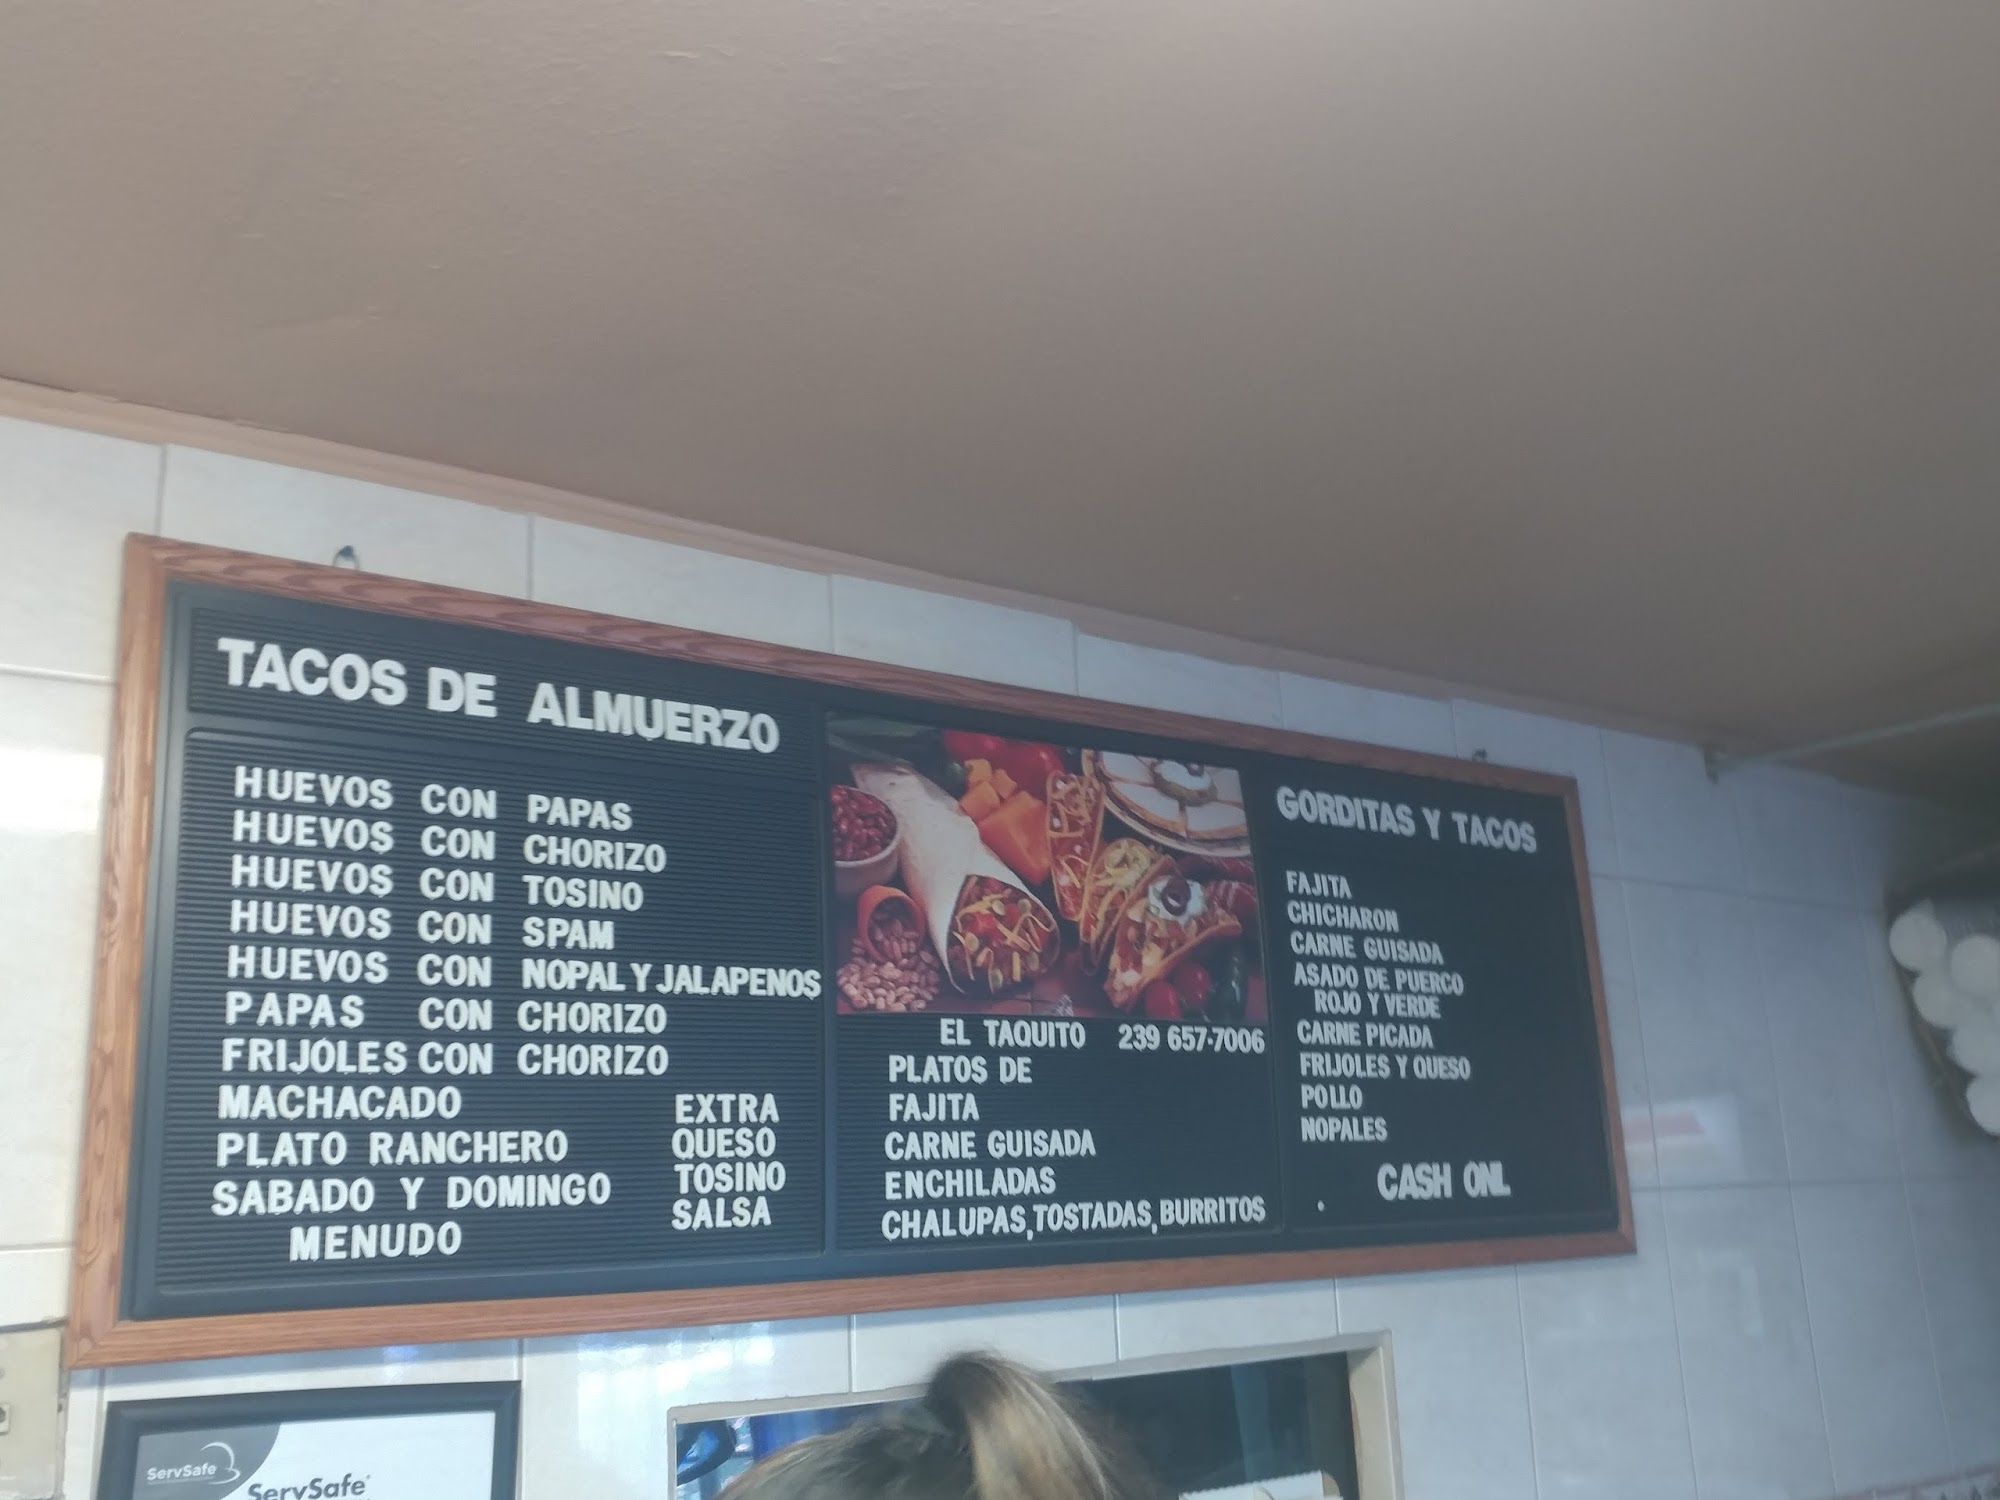 TACOS DE ALMUERZO
HUEVOS CON PAPAS
HUEVOS CON CHORIZO
HUEVOS CON TOSINO
HUEVOS CON SPAM
HUEVOS CON NOPAL Y JALAPENOS
PAPAS CON CHORIZO
FRIJOLES CON CHORIZO
MACHACADO
PLATO RANCHERO
SABADO Y DOMINGO
MENUDO
EXTRA
QUESO
TOSINO
SALSA
EL TAQUITO 239 657-7006
PLATOS DE
FAJITA
CARNE GUISADA
ENCHILADAS
CHALUPAS,TOSTADAS,BURRITOS
GORDITAS Y TACOS
FAJITA
CHICHARON
CARNE GUISADA
ASADO DE PUERCO
ROJO Y VERDE
CARNE PICADA
FRIJOLES Y QUESO
POLLO
NOPALES
CASH ONL
ServSafe
ServSafe®